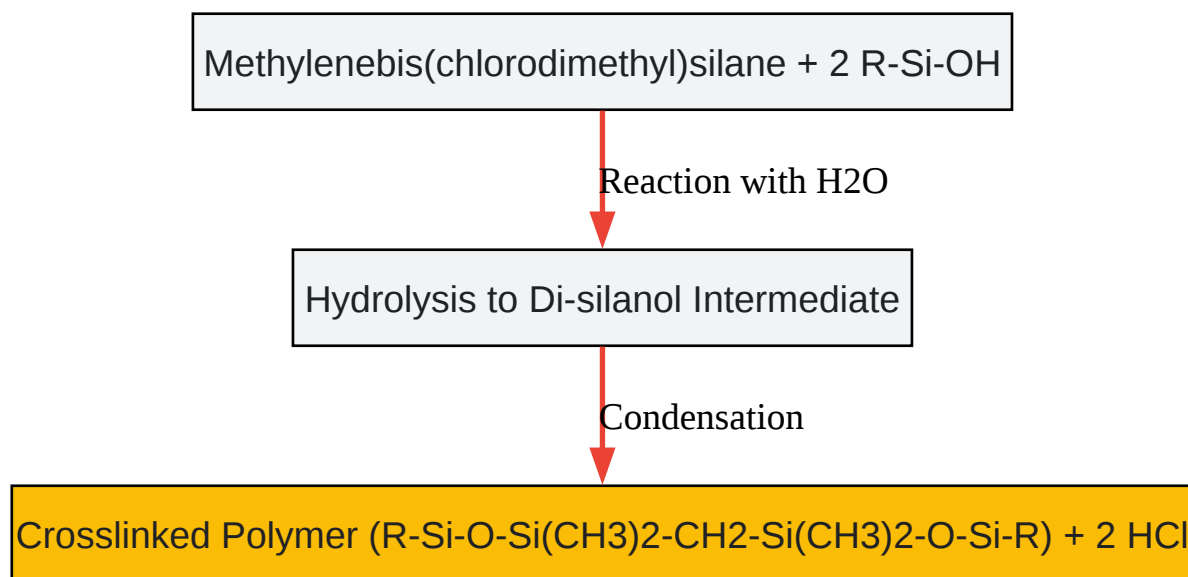 Methylenebis(chlorodimethyl)silane + 2 R-Si-OH
Reaction with H2O
Hydrolysis to Di-silanol Intermediate
Condensation
Crosslinked Polymer (R-Si-O-Si(CH3)2-CH2-Si(CH3)2-O-Si-R) + 2 HCl